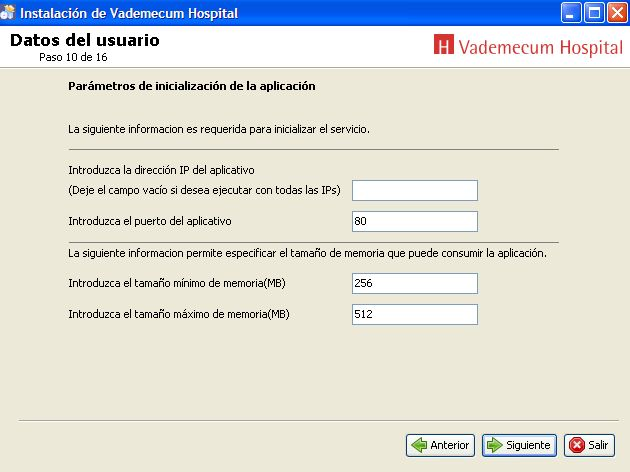 Instalación de Vademecum Hospital
Datos del usuario
Paso 10 de 16
H Vademecum Hospital
Parámetros de inicialización de la aplicación
La siguiente informacion es requerida para inicializar el servicio.
Introduzca la dirección IP del aplicativo
(Deje el campo vacío si desea ejecutar con todas las IPs)
Introduzca el puerto del aplicativo 80
La siguiente informacion permite especificar el tamaño de memoria que puede consumir la aplicación.
Introduzca el tamaño mínimo de memoria(MB) 256
Introduzca el tamaño máximo de memoria(MB) 512
Anterior Siguiente Salir